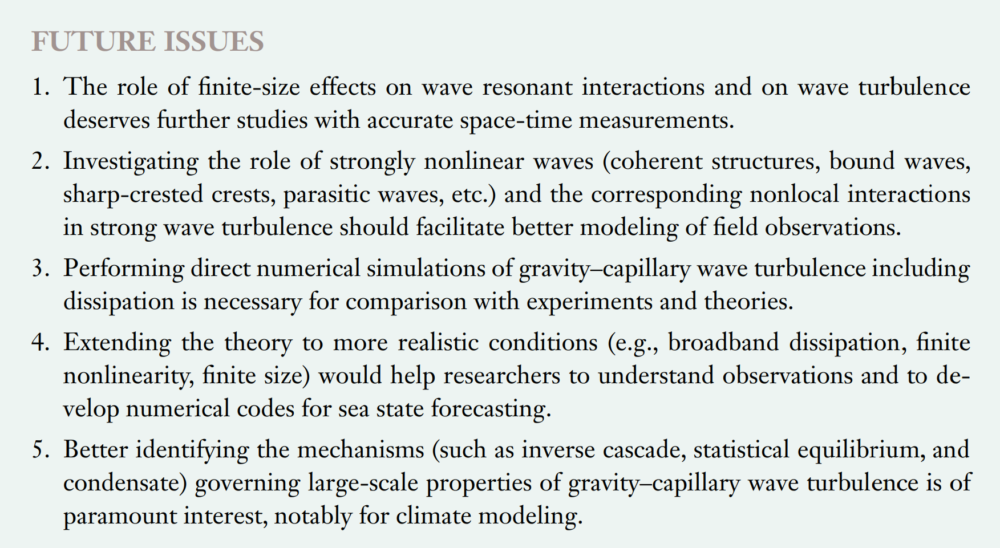 FUTURE ISSUES
1. The role of finite-size effects on wave resonant interactions and on wave turbulence
deserves further studies with accurate space-time measurements.
2. Investigating the role of strongly nonlinear waves (coherent structures, bound waves,
sharp-crested crests, parasitic waves, etc.) and the corresponding nonlocal interactions
in strong wave turbulence should facilitate better modeling of field observations.
3. Performing direct numerical simulations of gravity–capillary wave turbulence including
dissipation is necessary for comparison with experiments and theories.
4. Extending the theory to more realistic conditions (e.g., broadband dissipation, finite
nonlinearity, finite size) would help researchers to understand observations and to de-
velop numerical codes for sea state forecasting.
5. Better identifying the mechanisms (such as inverse cascade, statistical equilibrium, and
condensate) governing large-scale properties of gravity–capillary wave turbulence is of
paramount interest, notably for climate modeling.